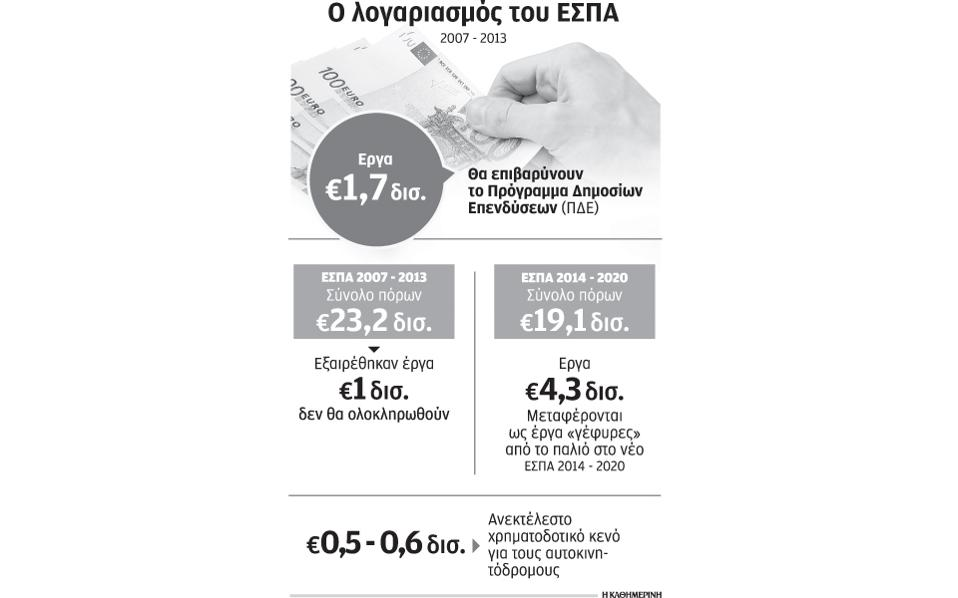 Ο λογαριασμός του ΕΣΠΑ
2007 - 2013
100 EURO
Εργα
€1,7 δισ.
Θα επιβαρύνουν
το Πρόγραμμα Δημοσίων
Επενδύσεων (ΠΔΕ)
ΕΣΠΑ 2007 - 2013
Σύνολο πόρων
€23,2 δισ.
Εξαιρέθηκαν έργα
€1 δισ.
δεν θα ολοκληρωθούν
ΕΣΠΑ 2014 - 2020
Σύνολο πόρων
€19,1 δισ.
Εργα
€4,3 δισ.
Μεταφέρονται
ως έργα «γέφυρες»
από το παλιό στο νέο
ΕΣΠΑ 2014 - 2020
€0,5 - 0,6 δισ.
Ανεκτέλεστο
χρηματοδοτικό κενό
για τους αυτοκινη-
τόδρομους
Η ΚΑΘΗΜΕΡΙΝΗ